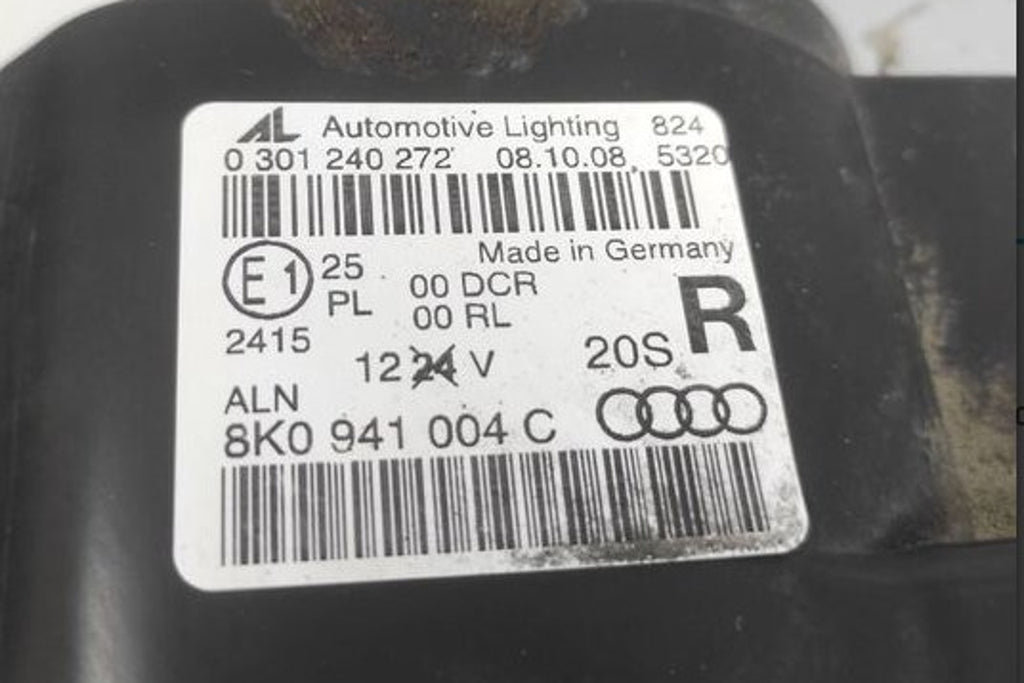 AL Automotive Lighting 824
0 301 240 272 08.10.08 5320
Made in Germany
E1 25 00 DCR
PL 00 RL
R
2415
12 24 V 20S
ALN
8K0 941 004 C